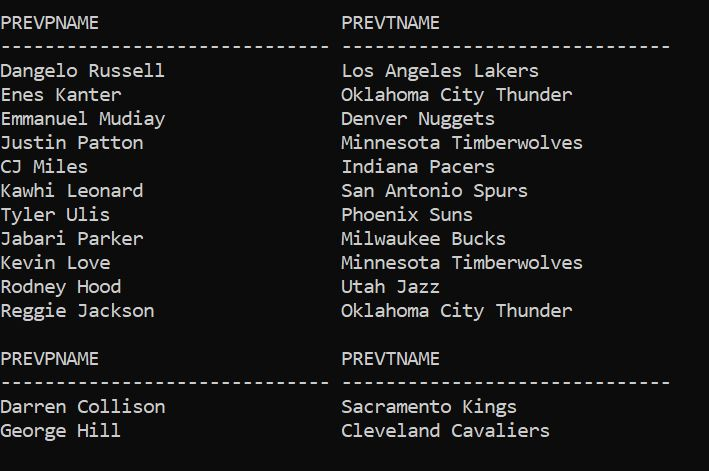 PREVPNAME                      PREVTNAME
------------------------------ ------------------------------
Dangelo Russell                Los Angeles Lakers
Enes Kanter                    Oklahoma City Thunder
Emmanuel Mudiay                Denver Nuggets
Justin Patton                  Minnesota Timberwolves
CJ Miles                       Indiana Pacers
Kawhi Leonard                  San Antonio Spurs
Tyler Ulis                     Phoenix Suns
Jabari Parker                  Milwaukee Bucks
Kevin Love                     Minnesota Timberwolves
Rodney Hood                    Utah Jazz
Reggie Jackson                 Oklahoma City Thunder

PREVPNAME                      PREVTNAME
------------------------------ ------------------------------
Darren Collison                Sacramento Kings
George Hill                    Cleveland Cavaliers